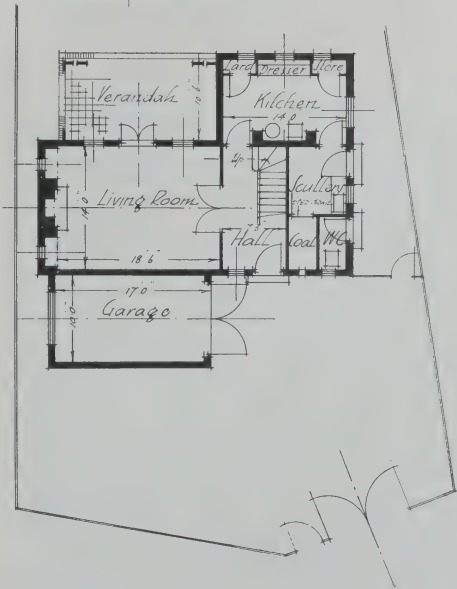 Lard
Dresser
Store
Verandah
10.6
Kitchen
14.0
Up
Living Room
14.0
18.6
Scullery
Hall
Coal
W.C
17.0
10.0
Garage